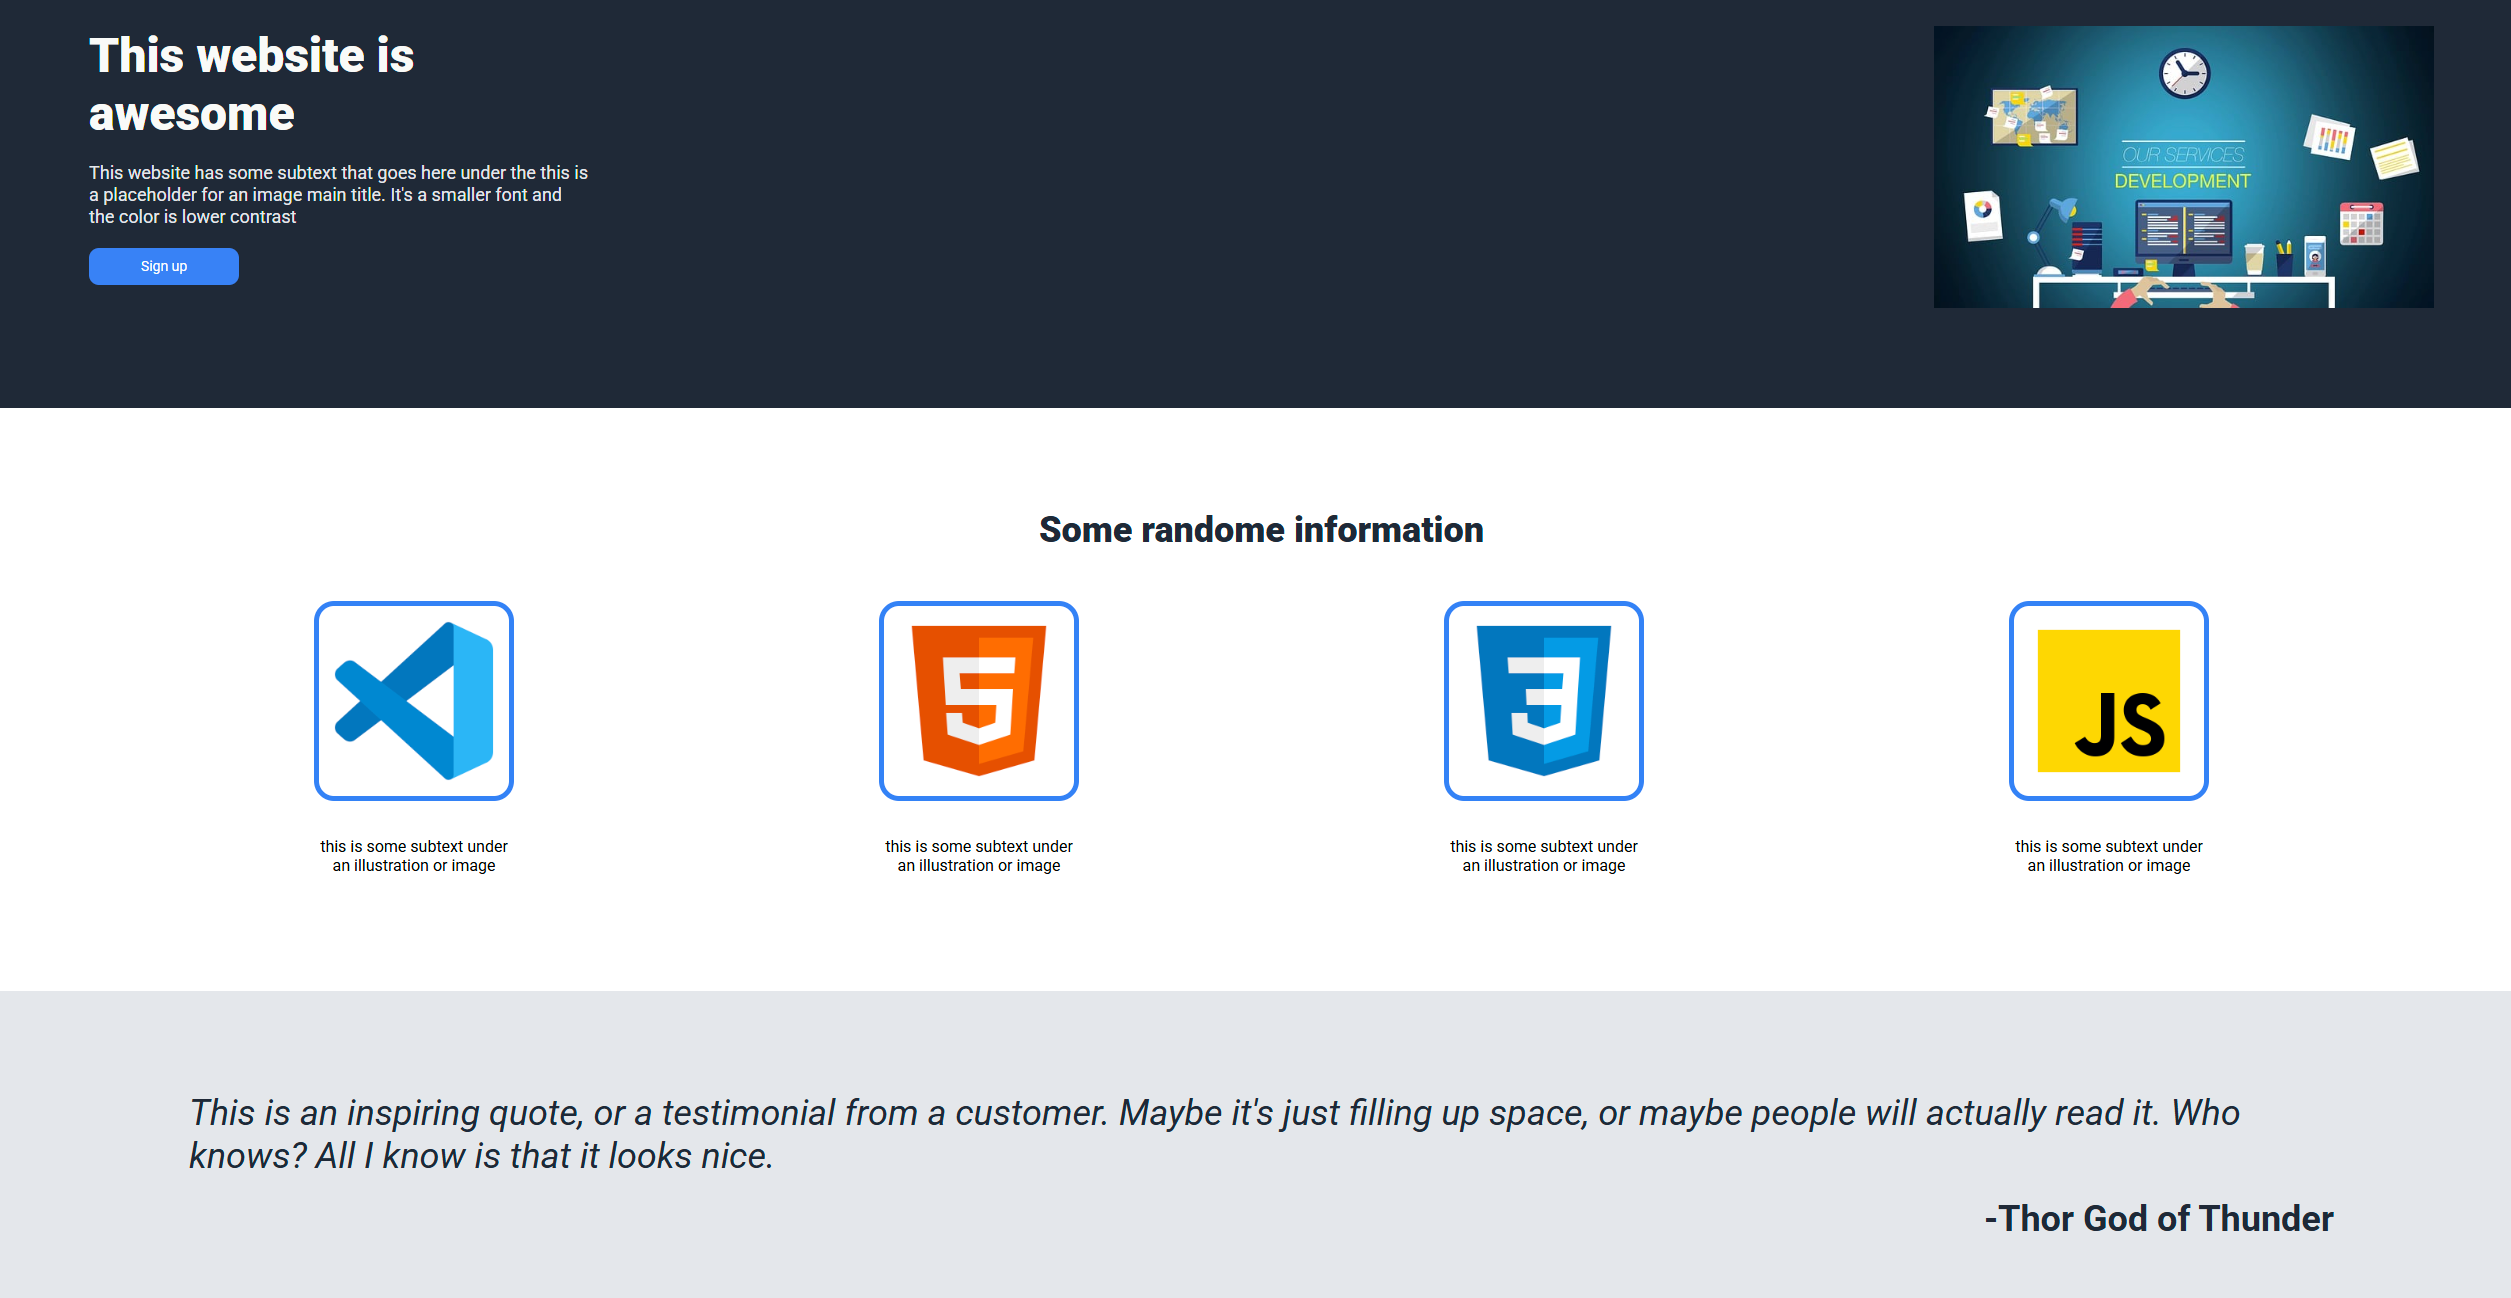 This website is
awesome
This website has some subtext that goes here under the this is
a placeholder for an image main title. It's a smaller font and
the color is lower contrast
Sign up
OUR SERVICES
DEVELOPMENT
Some randome information
JS
this is some subtext under
an illustration or image
this is some subtext under
an illustration or image
this is some subtext under
an illustration or image
this is some subtext under
an illustration or image
This is an inspiring quote, or a testimonial from a customer. Maybe it's just filling up space, or maybe people will actually read it. Who
knows? All I know is that it looks nice.
-Thor God of Thunder